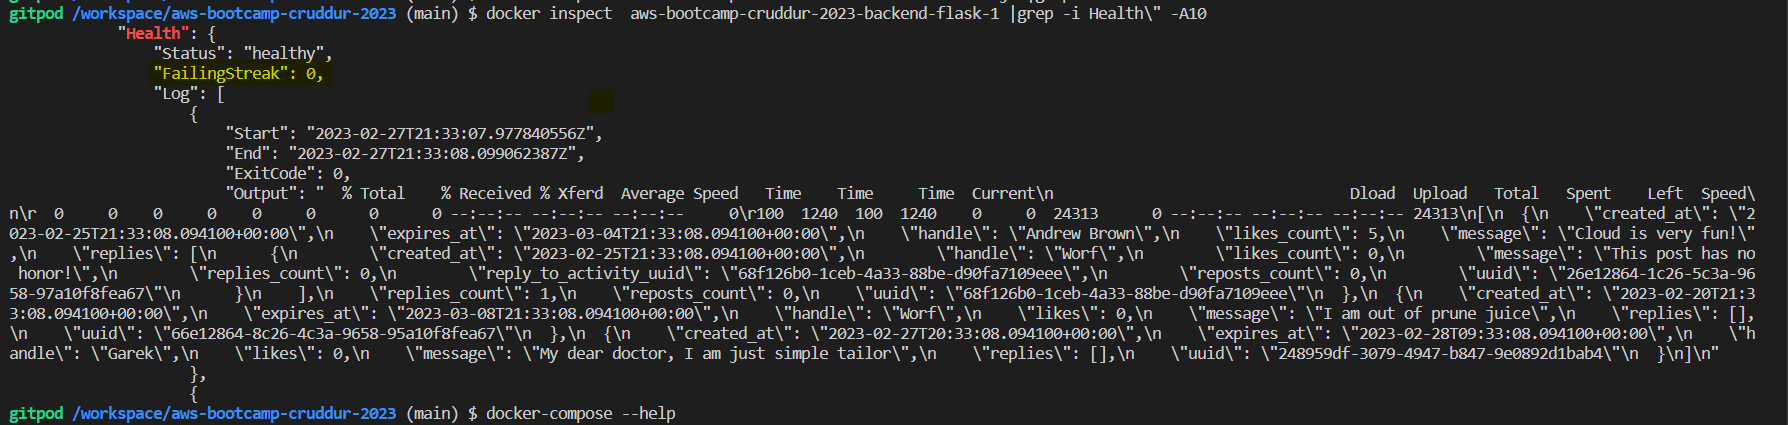 gitpod /workspace/aws-bootcamp-cruddur-2023 (main) $ docker inspect  aws-bootcamp-cruddur-2023-backend-flask-1 |grep -i Health\" -A10
            "Health": {
                "Status": "healthy",
                "FailingStreak": 0,
                "Log": [
                    {
                        "Start": "2023-02-27T21:33:07.977840556Z",
                        "End": "2023-02-27T21:33:08.099062387Z",
                        "ExitCode": 0,
                        "Output": "  % Total    % Received % Xferd  Average Speed   Time    Time     Time  Current\n                                 Dload  Upload   Total   Spent    Left  Speed\
n\r  0     0    0     0    0     0      0      0 --:--:-- --:--:-- --:--:--     0\r100  1240  100  1240    0     0  24313      0 --:--:-- --:--:-- --:--:-- 24313\n[\n  {\n    \"created_at\": \"2
023-02-25T21:33:08.094100+00:00\",\n    \"expires_at\": \"2023-03-04T21:33:08.094100+00:00\",\n    \"handle\": \"Andrew Brown\",\n    \"likes_count\": 5,\n    \"message\": \"Cloud is very fun!\"
,\n    \"replies\": [\n      {\n        \"created_at\": \"2023-02-25T21:33:08.094100+00:00\",\n        \"handle\": \"Worf\",\n        \"likes_count\": 0,\n        \"message\": \"This post has no
 honor!\",\n        \"replies_count\": 0,\n        \"reply_to_activity_uuid\": \"68f126b0-1ceb-4a33-88be-d90fa7109eee\",\n        \"reposts_count\": 0,\n        \"uuid\": \"26e12864-1c26-5c3a-96
58-97a10f8fea67\"\n      }\n    ],\n    \"replies_count\": 1,\n    \"reposts_count\": 0,\n    \"uuid\": \"68f126b0-1ceb-4a33-88be-d90fa7109eee\"\n  },\n  {\n    \"created_at\": \"2023-02-20T21:3
3:08.094100+00:00\",\n    \"expires_at\": \"2023-03-08T21:33:08.094100+00:00\",\n    \"handle\": \"Worf\",\n    \"likes\": 0,\n    \"message\": \"I am out of prune juice\",\n    \"replies\": [],
\n    \"uuid\": \"66e12864-8c26-4c3a-9658-95a10f8fea67\"\n  },\n  {\n    \"created_at\": \"2023-02-27T20:33:08.094100+00:00\",\n    \"expires_at\": \"2023-02-28T09:33:08.094100+00:00\",\n    \"h
andle\": \"Garek\",\n    \"likes\": 0,\n    \"message\": \"My dear doctor, I am just simple tailor\",\n    \"replies\": [],\n    \"uuid\": \"248959df-3079-4947-b847-9e0892d1bab4\"\n  }\n]\n"
                    },
                    {
gitpod /workspace/aws-bootcamp-cruddur-2023 (main) $ docker-compose --help